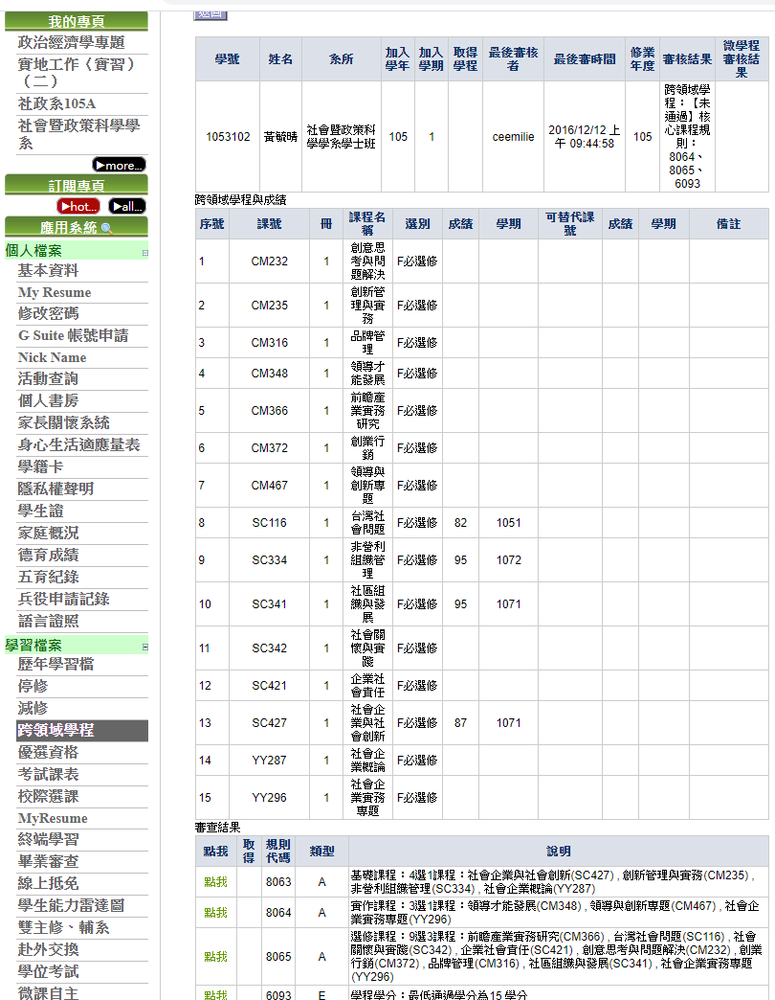 我的專頁
政治經濟學專題
實地工作〈實習〉
（二）
社政系105A
社會暨政策科學學
系
▶more...
訂閱專頁
▶hot... ▶all...
應用系統
個人檔案
基本資料
My Resume
修改密碼
G Suite 帳號申請
Nick Name
活動查詢
個人書房
家長關懷系統
身心生活適應量表
學籍卡
隱私權聲明
學生證
家庭概況
德育成績
五育紀錄
兵役申請記錄
語言證照
學習檔案
歷年學習檔
停修
減修
跨領域學程
優選資格
考試課表
校際選課
MyResume
終端學習
畢業審查
線上抵免
學生能力雷達圖
雙主修、輔系
赴外交換
學位考試
微課自主
返回
學號 姓名 系所 加入學年 加入學期 取得學程 最後審核者 最後審時間 修業年度 審核結果 微學程審核結果
1053102 黃毓晴 社會暨政策科學學系學士班 105 1 ceemilie 2016/12/12 上午 09:44:58 105 跨領域學程：【未通過】核心課程規則：8064、8065、6093
跨領域學程與成績
序號 課號 冊 課程名稱 選別 成績 學期 可替代課號 成績 學期 備註
1 CM232 1 創意思考與問題解決 F必選修
2 CM235 1 創新管理與實務 F必選修
3 CM316 1 品牌管理 F必選修
4 CM348 1 領導才能發展 F必選修
5 CM366 1 前瞻產業實務研究 F必選修
6 CM372 1 創業行銷 F必選修
7 CM467 1 領導與創新專題 F必選修
8 SC116 1 台灣社會問題 F必選修 82 1051
9 SC334 1 非營利組織管理 F必選修 95 1072
10 SC341 1 社區組織與發展 F必選修 95 1071
11 SC342 1 社會關懷與實踐 F必選修
12 SC421 1 企業社會責任 F必選修
13 SC427 1 社會企業與社會創新 F必選修 87 1071
14 YY287 1 社會企業概論 F必選修
15 YY296 1 社會企業實務專題 F必選修
審查結果
點我 取得 規則代碼 類型 說明
點我 8063 A 基礎課程：4選1課程：社會企業與社會創新(SC427) , 創新管理與實務(CM235) ,
非營利組織管理(SC334) , 社會企業概論(YY287)
點我 8064 A 實作課程：3選1課程：領導才能發展(CM348) , 領導與創新專題(CM467) , 社會企
業實務專題(YY296)
點我 8065 A 選修課程：9選3課程：前瞻產業實務研究(CM366) , 台灣社會問題(SC116) , 社會
關懷與實踐(SC342) , 企業社會責任(SC421) , 創意思考與問題解決(CM232) , 創業
行銷(CM372) , 品牌管理(CM316) , 社區組織與發展(SC341) , 社會企業實務專題
(YY296)
點我 6093 E 學程學分：最低通過學分為15 學分